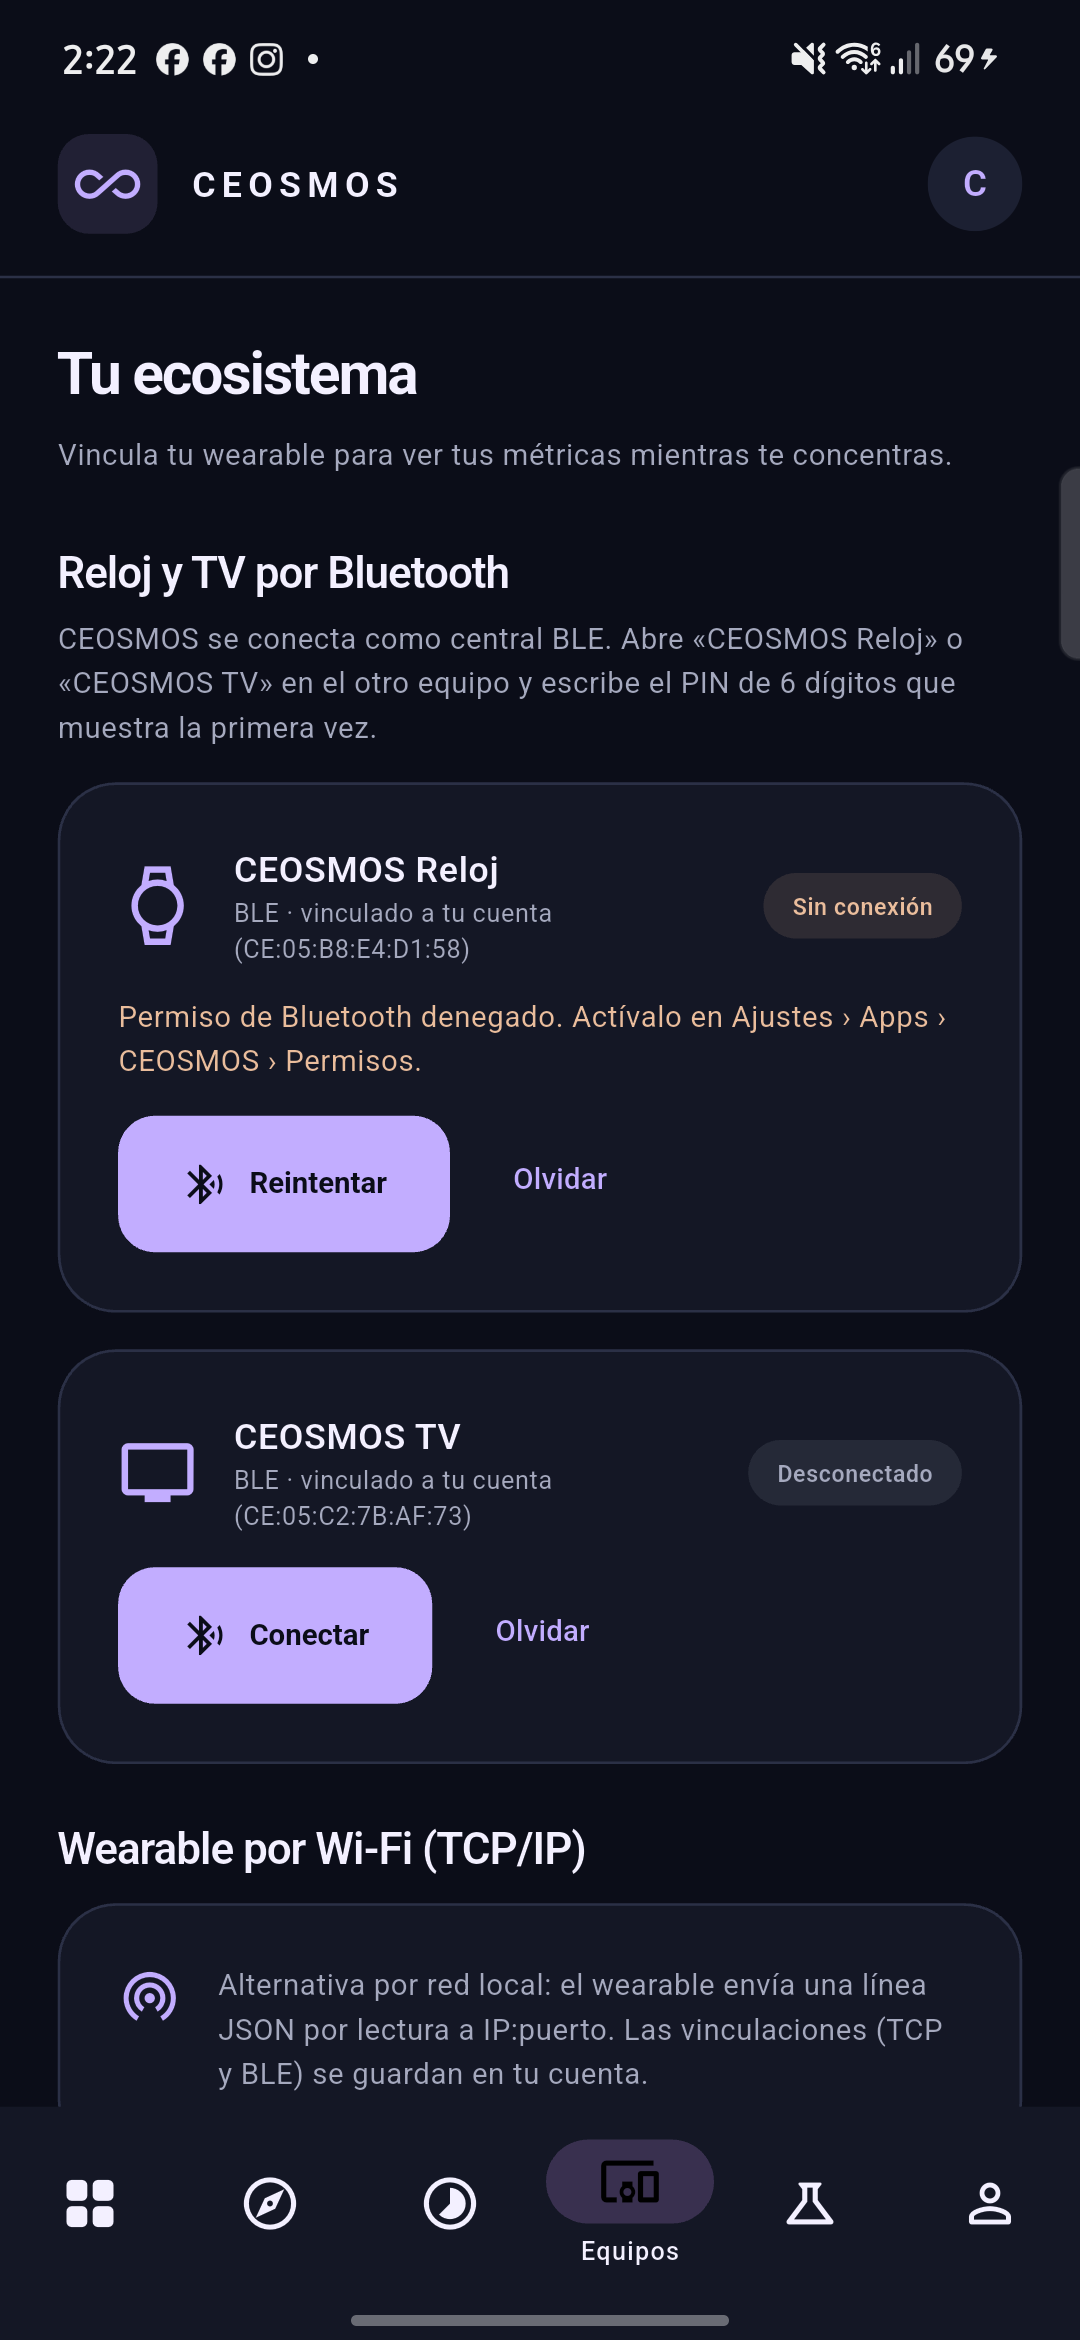 2:22
6
69
CEOSMOS
C
Tu ecosistema
Vincula tu wearable para ver tus métricas mientras te concentras.
Reloj y TV por Bluetooth
CEOSMOS se conecta como central BLE. Abre «CEOSMOS Reloj» o
«CEOSMOS TV» en el otro equipo y escribe el PIN de 6 dígitos que
muestra la primera vez.
CEOSMOS Reloj
BLE · vinculado a tu cuenta
(CE:05:B8:E4:D1:58)
Sin conexión
Permiso de Bluetooth denegado. Actívalo en Ajustes › Apps ›
CEOSMOS › Permisos.
Reintentar
Olvidar
CEOSMOS TV
BLE · vinculado a tu cuenta
(CE:05:C2:7B:AF:73)
Desconectado
Conectar
Olvidar
Wearable por Wi-Fi (TCP/IP)
Alternativa por red local: el wearable envía una línea
JSON por lectura a IP:puerto. Las vinculaciones (TCP
y BLE) se guardan en tu cuenta.
Equipos